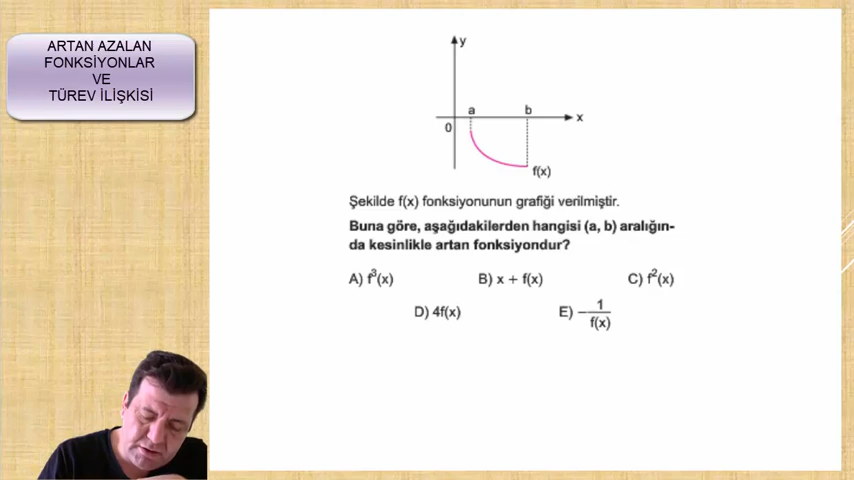 ARTAN AZALAN
FONKSİYONLAR
VE
TÜREV İLİŞKİSİ
y
a
b
x
0
f(x)
Şekilde f(x) fonksiyonunun grafiği verilmiştir.
Buna göre, aşağıdakilerden hangisi (a, b) aralığın-
da kesinlikle artan fonksiyondur?
A) f³(x) B) x + f(x) C) f²(x)
D) 4f(x) E) -1/f(x)